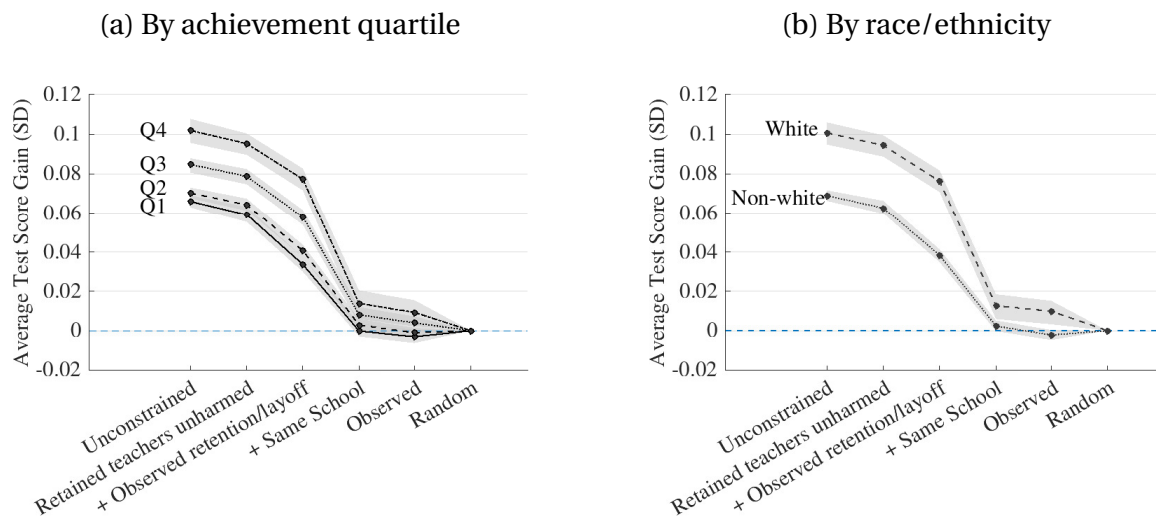 (a) By achievement quartile
Average Test Score Gain (SD)
0.12
0.1
0.08
0.06
0.04
0.02
0
-0.02
Q4
Q3
Q2
Q1
Unconstrained
Retained teachers unharmed
+ Observed retention/layoff
+ Same School
Observed
Random
(b) By race/ethnicity
Average Test Score Gain (SD)
0.12
0.1
0.08
0.06
0.04
0.02
0
-0.02
White
Non-white
Unconstrained
Retained teachers unharmed
+ Observed retention/layoff
+ Same School
Observed
Random